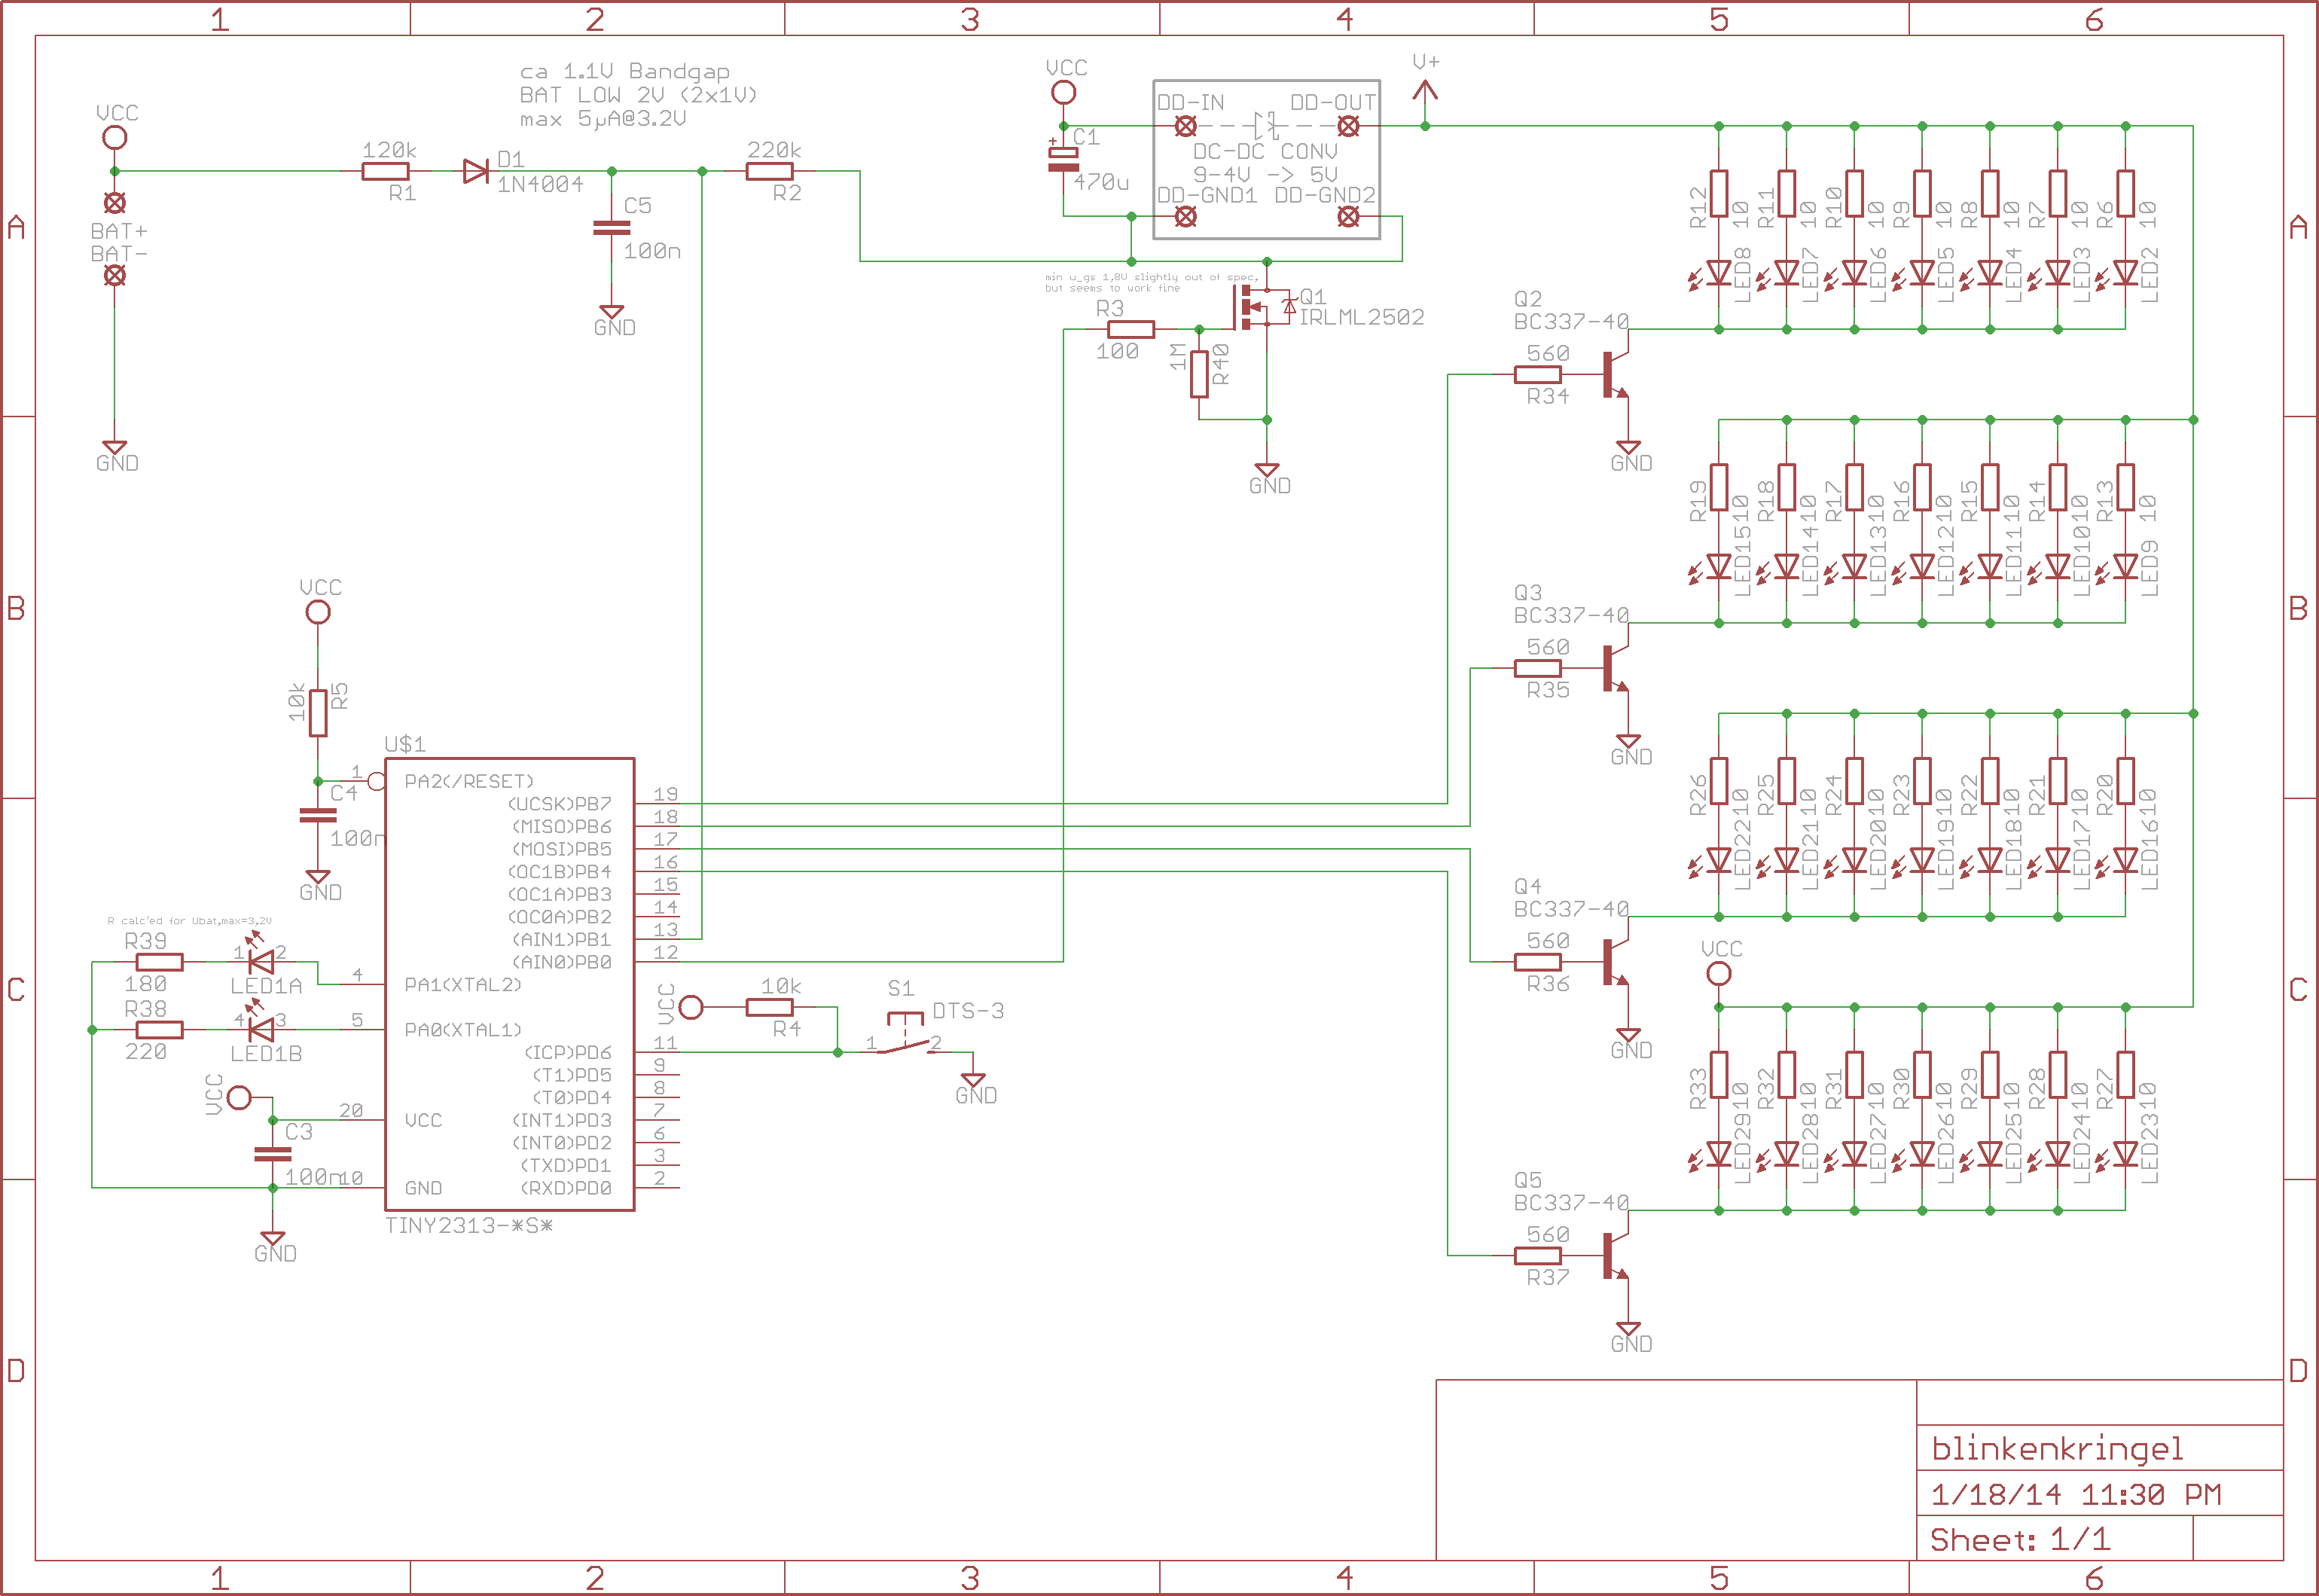 1 2 3 4 5 6
A A
B B
C C
D D
1 2 3 4 5 6
ca 1.1V Bandgap
BAT LOW 2V (2x1V)
max 5µA@3.2V
VCC
BAT+
BAT-
GND
120k
R1
D1
1N4004
C5
100n
GND
220k
R2
VCC
C1
+
470u
DD-IN DD-OUT
DC-DC CONV
9-4V -> 5V
DD-GND1 DD-GND2
V+
min u_gs 1,8V slightly out of spec,
but seems to work fine
R3
100
1M
R40
Q1
IRLML2502
GND
Q2
BC337-40
560
R34
GND
R12 10 R11 10 R10 10 R9 10 R8 10 R7 10 R6 10
LED8 LED7 LED6 LED5 LED4 LED3 LED2
Q3
BC337-40
560
R35
GND
R19 10 R18 10 R17 10 R16 10 R15 10 R14 10 R13 10
LED15 LED14 LED13 LED12 LED11 LED10 LED9
Q4
BC337-40
560
R36
GND
R26 10 R25 10 R24 10 R23 10 R22 10 R21 10 R20 10
LED22 LED21 LED20 LED19 LED18 LED17 LED16
VCC
Q5
BC337-40
560
R37
GND
R33 10 R32 10 R31 10 R30 10 R29 10 R28 10 R27 10
LED29 LED28 LED27 LED26 LED25 LED24 LED23
VCC
10k
R5
C4
100n
GND
R calc'ed for Ubat,max=3,2V
R39
180
1 2
LED1A
R38
220
4 3
LED1B
VCC
C3
100n
GND
U$1
1 PA2(/RESET)
4 PA1(XTAL2)
5 PA0(XTAL1)
20 VCC
10 GND
(UCSK)PB7 19
(MISO)PB6 18
(MOSI)PB5 17
(OC1B)PB4 16
(OC1A)PB3 15
(OC0A)PB2 14
(AIN1)PB1 13
(AIN0)PB0 12
(ICP)PD6 11
(T1)PD5 9
(T0)PD4 8
(INT1)PD3 7
(INT0)PD2 6
(TXD)PD1 3
(RXD)PD0 2
TINY2313-*S*
VCC
10k
R4
S1
DTS-3
1 2
GND
blinkenkringel
1/18/14 11:30 PM
Sheet: 1/1